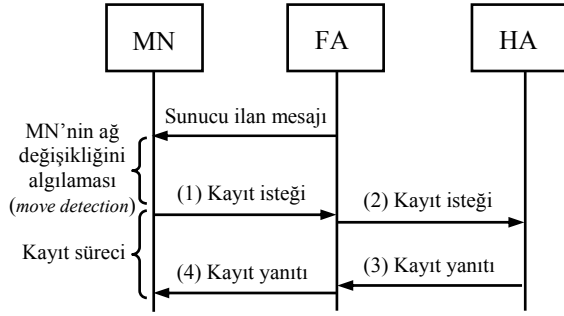 MN
FA
HA
Sunucu ilan mesajı
MN’nin ağ
değişikliğini
algılaması
(move detection)
(1) Kayıt isteği
(2) Kayıt isteği
Kayıt süreci
(3) Kayıt yanıtı
(4) Kayıt yanıtı